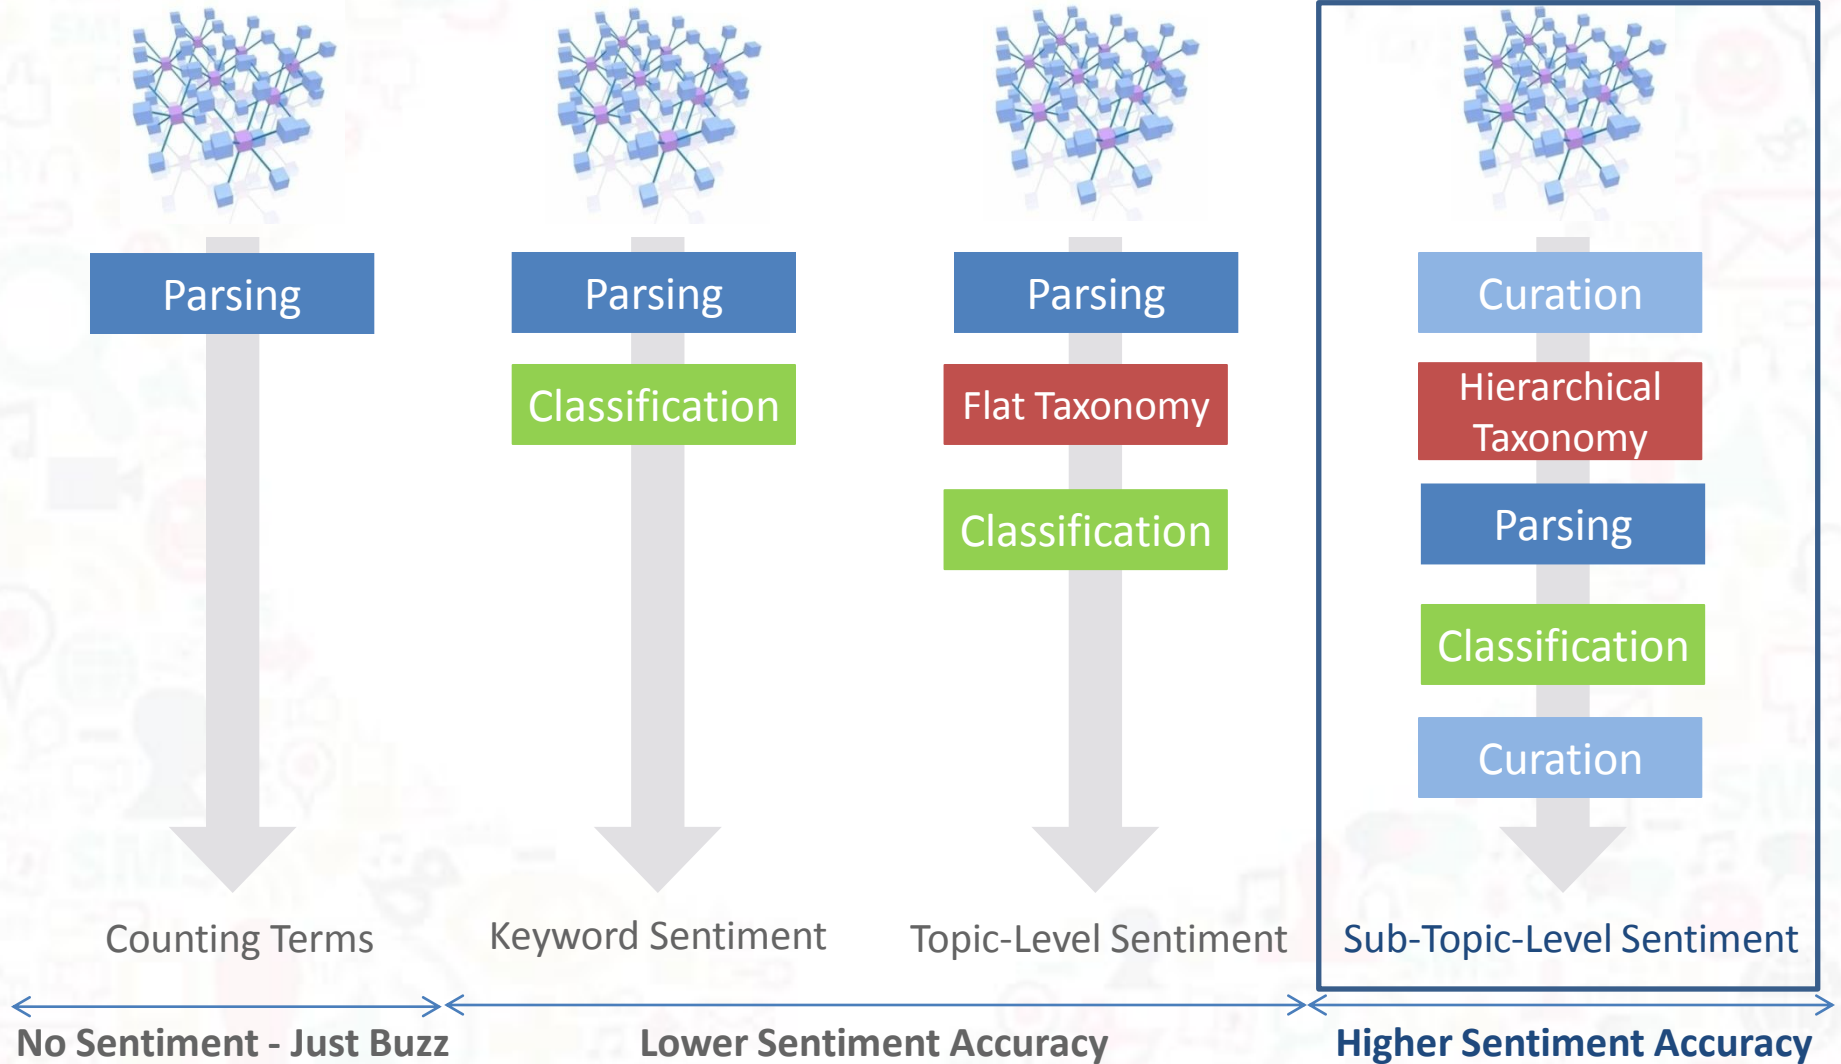 Parsing
Counting Terms
Parsing
Classification
Keyword Sentiment
Parsing
Flat Taxonomy
Classification
Topic-Level Sentiment
Curation
Hierarchical
Taxonomy
Parsing
Classification
Curation
Sub-Topic-Level Sentiment
No Sentiment - Just Buzz
Lower Sentiment Accuracy
Higher Sentiment Accuracy